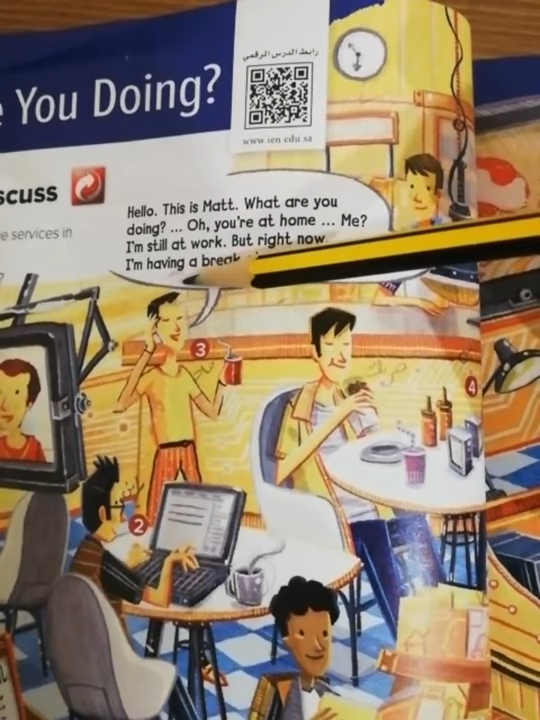 رابط الدرس الرقمي
www.ien.edu.sa
You Doing?
scuss
e services in
?
Hello. This is Matt. What are you
doing? ... Oh, you're at home ... Me?
I'm still at work. But right now
I'm having a break
3
4
2